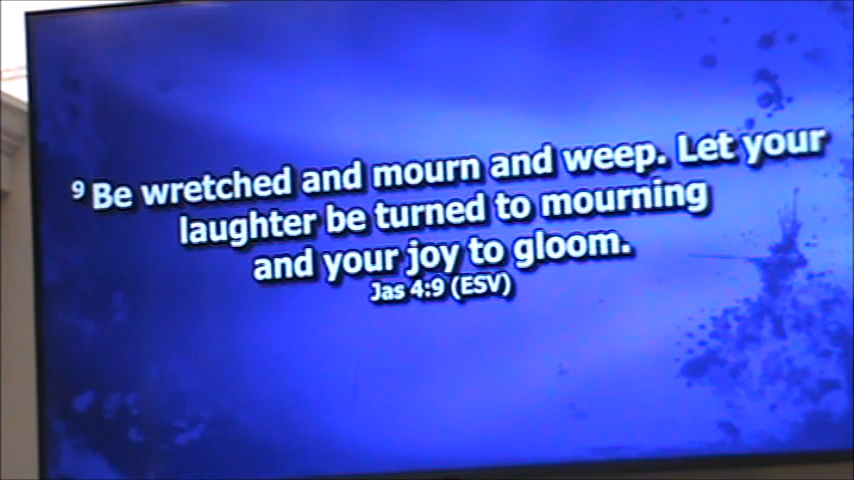 9 Be wretched and mourn and weep. Let your
laughter be turned to mourning
and your joy to gloom.
Jas 4:9 (ESV)